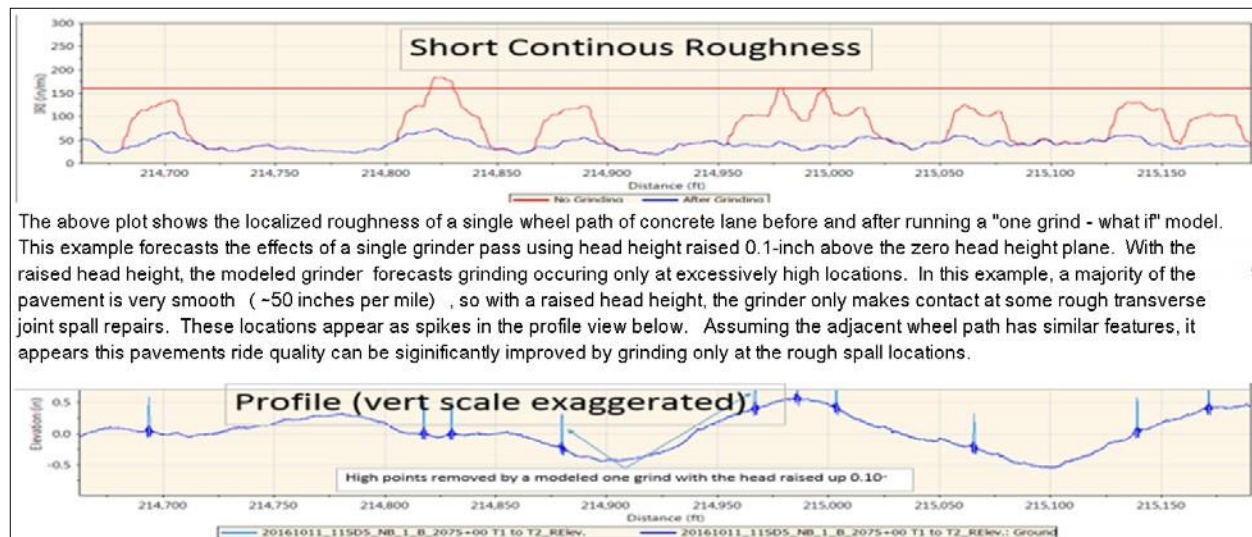 Short Continous Roughness
300
250
200
150
100
50
0
214,700 214,750 214,800 214,850 214,900 214,950 215,000 215,050 215,100 215,150
Distance (ft)
No Grinding After Grinding
The above plot shows the localized roughness of a single wheel path of concrete lane before and after running a "one grind - what if" model.
This example forecasts the effects of a single grinder pass using head height raised 0.1-inch above the zero head height plane. With the
raised head height, the modeled grinder forecasts grinding occuring only at excessively high locations. In this example, a majority of the
pavement is very smooth ( ~50 inches per mile) , so with a raised head height, the grinder only makes contact at some rough transverse
joint spall repairs. These locations appear as spikes in the profile view below. Assuming the adjacent wheel path has similar features, it
appears this pavements ride quality can be siginificantly improved by grinding only at the rough spall locations.
Profile (vert scale exaggerated)
Elevation (in)
0.5
0.0
-0.5
High points removed by a modeled one grind with the head raised up 0.10"
214,700 214,750 214,800 214,850 214,900 214,950 215,000 215,050 215,100 215,150
Distance (ft)
20161011_11SD5_NB_1_B_2075+00 T1 to T2_RElev. 20161011_11SD5_NB_1_B_2075+00 T1 to T2_RElev.: Ground